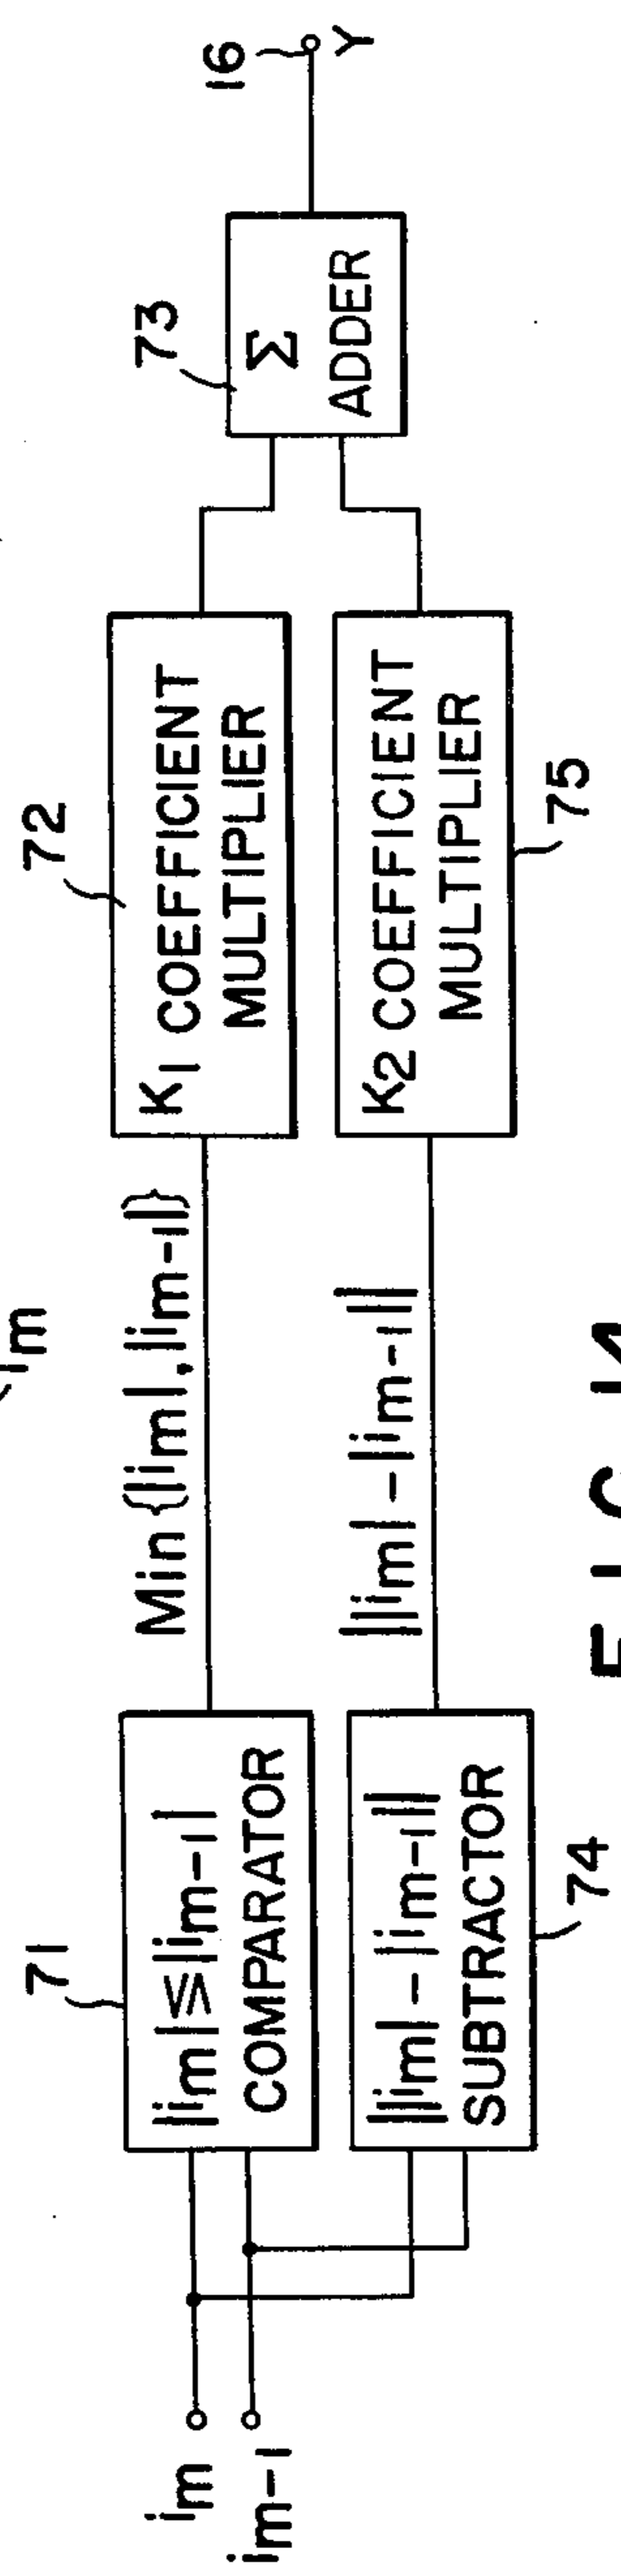 im
71
72
73
16
im
im-1
|im|≦|im-1|
COMPARATOR
Min{|im|,|im-1|}
K1 COEFFICIENT
MULTIPLIER
Σ
ADDER
Y
||im|-|im-1||
SUBTRACTOR
||im|-|im-1||
K2 COEFFICIENT
MULTIPLIER
74
75